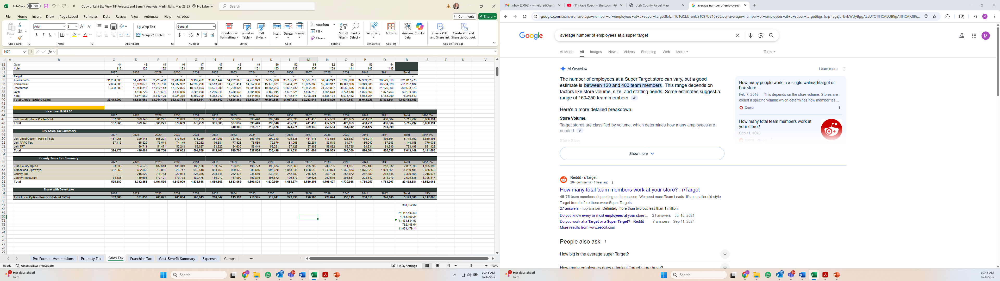 AutoSave Off Copy of Lehi Sky View TIF Forecast and Benefit Analysis_Marlin Edits May 28_25 No Label Search
File Home Insert Draw Page Layout Formulas Data Review View Automate Help Acrobat Comments Share
Paste Arial 8 Wrap Text General AutoSum
Conditional Formatting Format as Table Cell Styles Insert Delete Format Fill Sort & Filter Find & Select Sensitivity Add-ins Analyze Data Copilot Create PDF and Share link Create PDF and Share via Outlook
B I U Merge & Center $ % Clear
Clipboard Font Alignment Number Styles Cells Editing Sensitivity Add-ins Adobe Acrobat
M70 fx
A B C D E F G H I J K L M N O P Q R S T U V
31 Gym 44 45 45 46 47 47 48 49 50 50 51 52 53 53 54
32 Hotel 118 120 122 123 125 127 129 131 133 135 137 139 141 143 145
33 2027 2028 2029 2030 2031 2032 2033 2034 2035 2036 2037 2038 2039 2040 2041 Total
34 Target - - - - - - - - - - - - - - - -
35 Trader Joe's 31,280,000 31,749,200 32,225,438 32,708,820 33,199,452 33,697,444 34,202,905 34,715,949 35,236,688 35,765,238 36,301,717 36,846,243 37,398,936 37,959,920 38,529,319 521,817,270
36 Commercial 2,694,500 10,939,670 13,879,706 14,087,902 14,299,220 14,513,709 14,731,414 14,952,386 15,176,671 15,404,321 15,635,386 15,869,917 16,107,966 16,349,585 16,594,829 211,237,184
37 Restaurant 3,438,500 13,960,310 17,712,143 17,977,825 18,247,493 18,521,205 18,799,023 19,081,009 19,367,224 19,657,732 19,952,598 20,251,887 20,555,665 20,864,000 21,176,960 269,563,576
38 Gym - 4,108,720 4,079,691 4,140,886 4,203,000 4,266,045 4,330,035 4,394,986 4,460,911 4,527,824 4,595,742 4,664,678 4,734,648 4,805,668 4,877,753 62,190,586
39 Hotel - 5,071,062 5,147,128 5,224,335 5,302,700 5,382,240 5,462,974 5,544,918 5,628,092 5,712,514 5,798,201 5,885,174 5,973,452 6,063,054 6,153,999 78,349,842
40 Total Gross Taxable Sales 37,413,000 65,828,962 73,044,106 74,139,768 75,251,864 76,380,642 77,526,352 78,689,247 79,869,586 81,067,630 82,283,644 83,517,899 84,770,667 86,042,227 87,332,861 1,143,158,457
41
42
43 Incentive 19,999 SF
44 2027 2028 2029 2030 2031 2032 2033 2034 2035 2036 2037 2038 2039 2040 2041 Total NPV 5%
45 Lehi Local Option - Point-of-Sale 187,065 329,145 365,221 370,699 376,259 381,903 387,632 393,446 399,348 405,338 411,418 417,589 423,853 430,211 436,664 5,715,792 3,850,191
46 Total 187,065 329,145 365,221 370,699 376,259 381,903 387,632 393,446 399,348 405,338 411,418 417,589 423,853 430,211 436,664 5,715,792 3,850,191
47 310,105 314,757 319,478 324,271 329,135 250,554 254,312 258,127 261,999
48 City Sales Tax Summary
49 2027 2028 2029 2030 2031 2032 2033 2034 2035 2036 2037 2038 2039 2040 2041 Total NPV 5%
50 Lehi Local Option - Point-of-Sale 187,065 329,145 365,221 370,699 376,259 381,903 387,632 393,446 399,348 405,338 411,418 417,589 423,853 430,211 436,664 5,715,792 3,850,191
51 Lehi PARC Tax 37,413 65,829 73,044 74,140 75,252 76,381 77,526 78,689 79,870 81,068 82,284 83,518 84,771 86,042 87,333 1,143,158 770,038
52 Lehi TRT - 50,711 51,471 52,243 53,027 53,822 54,630 55,449 56,281 57,125 57,982 58,852 59,735 60,631 61,540 783,498 521,429
53 Total 224,478 445,684 489,736 497,082 504,538 512,106 519,788 527,585 535,498 543,531 551,684 559,959 568,359 576,884 585,537 7,642,449 5,141,658
54
55 County Sales Tax Summary
56 2027 2028 2029 2030 2031 2032 2033 2034 2035 2036 2037 2038 2039 2040 2041 Total NPV 5%
57 Utah County Option 93,533 164,572 182,610 185,349 188,130 190,952 193,816 196,723 199,674 202,669 205,709 208,795 211,927 215,106 218,332 2,857,896 1,925,096
58 Transit and Highways 467,663 822,862 913,051 926,747 940,648 954,758 969,079 983,616 998,370 1,013,345 1,028,546 1,043,974 1,059,633 1,075,528 1,091,661 14,289,481 9,625,478
59 County TRT - 215,520 218,753 222,034 225,365 228,745 232,176 235,659 239,194 242,782 246,424 250,120 253,872 257,680 261,545 3,329,868 2,216,073
60 County Restaurant 34,385 139,603 177,121 179,778 182,475 185,212 187,990 190,810 193,672 196,577 199,526 202,519 205,557 208,640 211,770 2,695,636 1,795,417
61 Total 595,580 1,342,558 1,491,536 1,513,909 1,536,618 1,559,667 1,583,062 1,606,808 1,630,910 1,655,374 1,680,204 1,705,407 1,730,988 1,756,953 1,783,307 23,172,881 15,562,063
62
63 Share with Developer
64 2028 2029 2030 2031 2032 2033 2034 2035 2036 2037 2038 2039 2040 2041 2042 Total NPV
65 Lehi Local Option Point-of-Sale (0.550%) 102,886 181,030 200,871 203,884 206,943 210,047 213,197 216,395 219,641 222,936 226,280 229,674 233,119 236,616 240,165 3,143,686 2,117,605
66
67 381,052.82
68
69 71,447,403.59
70 4,763,160.24
71 11,431,584.57
72 762,105.64
73 11,031,479.11
74
75
76
77
78
79
Pro Forma - Assumptions Property Tax Sales Tax Franchise Tax Cost-Benefit Summary Expenses Comps
Ready Accessibility: Investigate Display Settings 100%
1 Hot days ahead
67°F
Search
10:46 AM
6/3/2025
Inbox (2,063) - wmeldred@gm (11) Papa Roach - She Love Utah County Parcel Map average number of employees
google.com/search?q=average+number+of+employees+at+a+super+target&rlz=1C1GCEU_enUS1097US1098&oq=average+number+of+employees+at+a+super+target&gs_lcrp=EgZjaHJvbWUyBggAEEUYOTIHCAEQIRigATIHCAIQIRi...
Google average number of employees at a super target M
AI Mode All Images News Videos Shopping Web More Tools
AI Overview Learn more
The number of employees at a Super Target store can vary, but a good
estimate is between 120 and 400 team members. This range depends on
factors like store volume, size, and staffing needs. Some estimates suggest a
range of 150-250 team members.
Here's a more detailed breakdown:
Store Volume:
Target stores are classified by volume, which determines how many employees are
needed.
Store Size:
Show more
How many people work in a single walmart/target or
box store ...
Feb 7, 2016 — This depends on the store volume. Stores are
coded a specific volume which determines how member tea...
Quora
How many total team members work at
your store?
Sep 11, 2023
Reddit · r/Target
20+ comments · 1 year ago
How many total team members work at your store? : r/Target
45-75 team members depending on the season. We need more Team Leads. It's a smaller old style
Target from before there were Super Targets.
27 answers · Top answer: Definitely more than two but less than 1 million.
Do you know every or most employees at your store ... 21 answers Jul 15, 2021
Do you work at a Target or a Super Target? - Reddit 7 answers Sep 11, 2024
More results from www.reddit.com
People also ask
How big is the average super Target?
How many employees does a typical Target store have?
1 Hot days ahead
67°F
Search
10:46 AM
6/3/2025